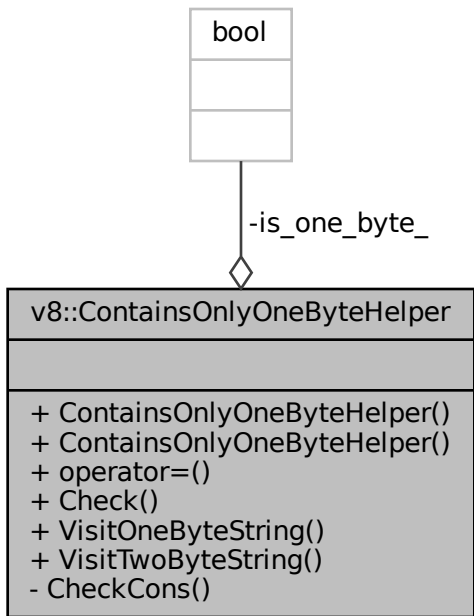 bool
-is_one_byte_
v8::ContainsOnlyOneByteHelper
+ ContainsOnlyOneByteHelper()
+ ContainsOnlyOneByteHelper()
+ operator=()
+ Check()
+ VisitOneByteString()
+ VisitTwoByteString()
- CheckCons()